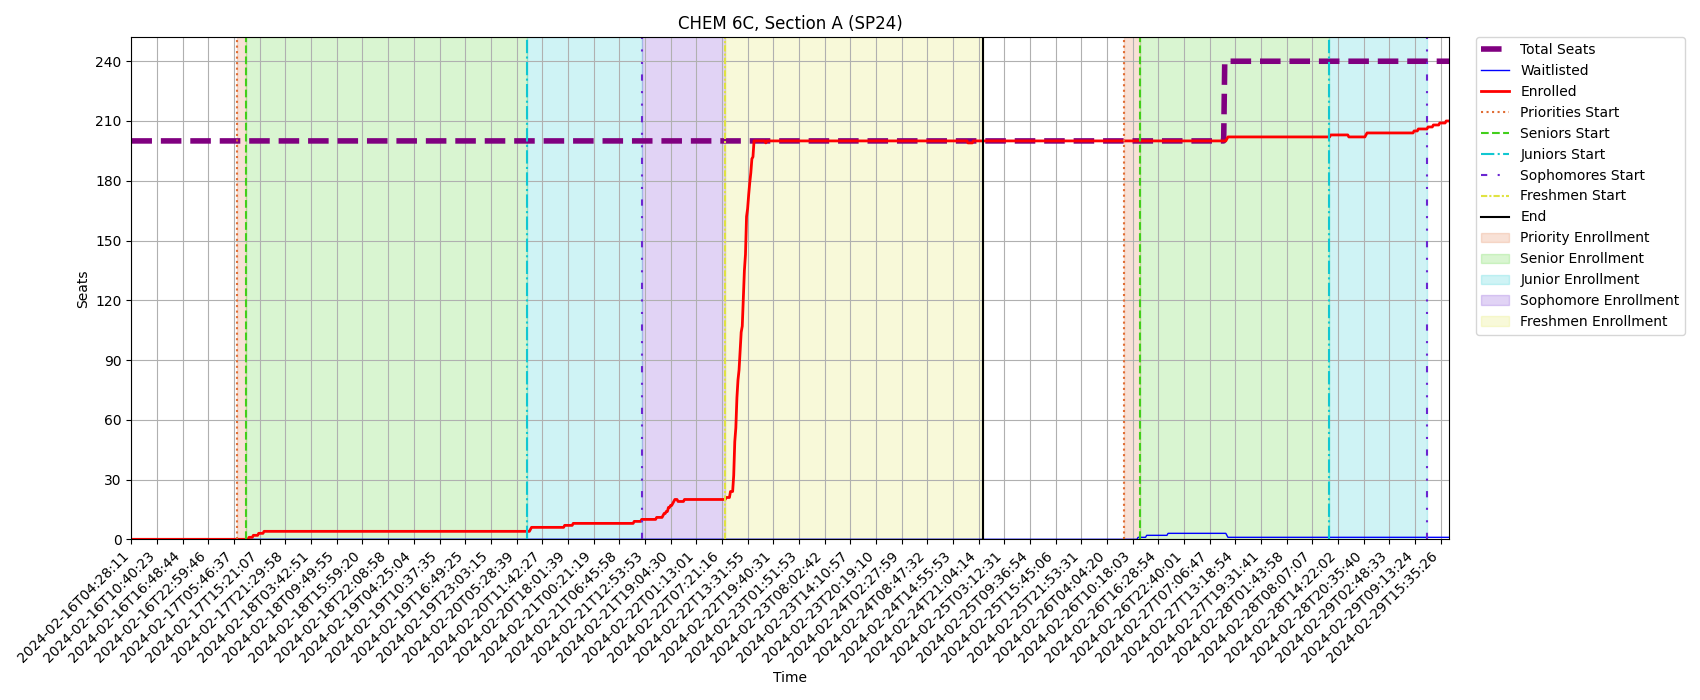 CHEM 6C, Section A (SP24)
Seats
240
210
180
150
120
90
60
30
0
2024-02-16T04:28:11
2024-02-16T10:40:23
2024-02-16T16:48:44
2024-02-16T22:59:46
2024-02-17T05:46:37
2024-02-17T15:21:07
2024-02-17T21:29:58
2024-02-18T03:42:51
2024-02-18T09:49:55
2024-02-18T15:59:20
2024-02-18T22:08:58
2024-02-19T04:25:04
2024-02-19T10:37:35
2024-02-19T16:49:25
2024-02-19T23:03:15
2024-02-20T05:28:39
2024-02-20T11:42:27
2024-02-20T18:01:39
2024-02-21T00:21:19
2024-02-21T06:45:58
2024-02-21T12:53:53
2024-02-21T19:04:30
2024-02-22T01:13:01
2024-02-22T07:21:16
2024-02-22T13:31:55
2024-02-22T19:40:31
2024-02-23T01:51:53
2024-02-23T08:02:42
2024-02-23T14:10:57
2024-02-23T20:19:10
2024-02-24T02:27:59
2024-02-24T08:47:32
2024-02-24T14:55:53
2024-02-24T21:04:14
2024-02-25T03:12:31
2024-02-25T09:36:54
2024-02-25T15:45:06
2024-02-25T21:53:31
2024-02-26T04:04:20
2024-02-26T10:18:03
2024-02-26T16:28:54
2024-02-26T22:40:01
2024-02-27T07:06:47
2024-02-27T13:18:54
2024-02-27T19:31:41
2024-02-28T01:43:58
2024-02-28T08:07:07
2024-02-28T14:22:02
2024-02-28T20:35:40
2024-02-29T02:48:33
2024-02-29T09:13:24
2024-02-29T15:35:26
Time
Total Seats
Waitlisted
Enrolled
Priorities Start
Seniors Start
Juniors Start
Sophomores Start
Freshmen Start
End
Priority Enrollment
Senior Enrollment
Junior Enrollment
Sophomore Enrollment
Freshmen Enrollment